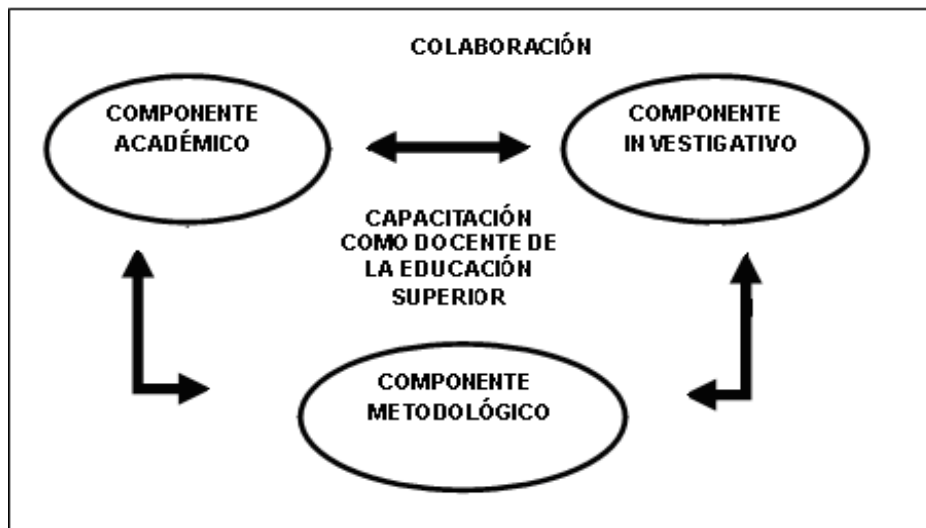 COLABORACIÓN
COMPONENTE
ACADÉMICO
COMPONENTE
INVESTIGATIVO
CAPACITACIÓN
COMO DOCENTE DE
LA EDUCACIÓN
SUPERIOR
COMPONENTE
METODOLÓGICO